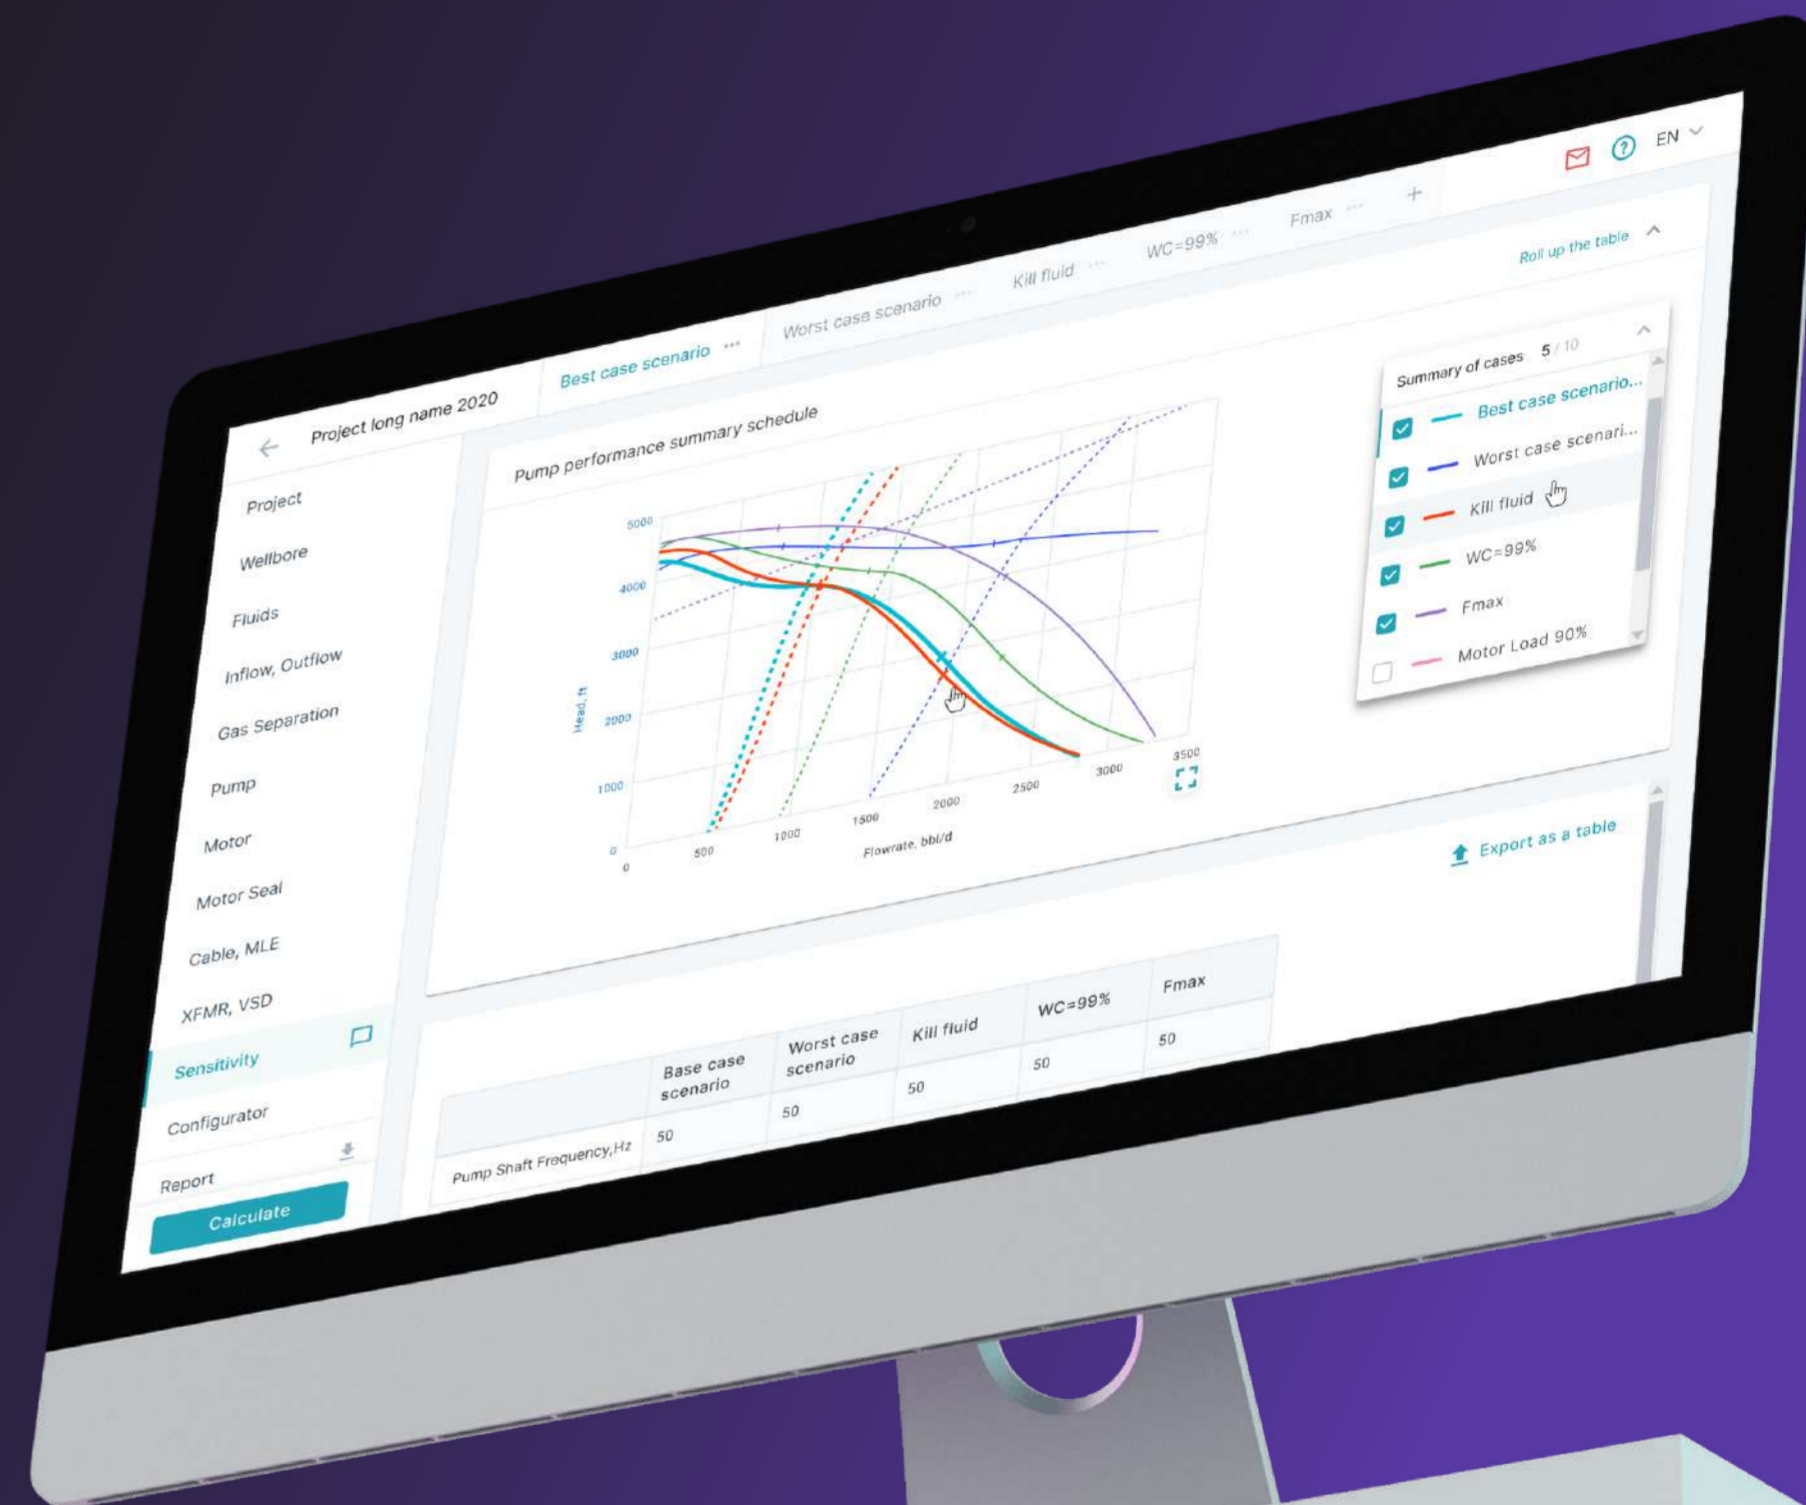 EN
Project long name 2020
Best case scenario ...
Worst case scenario ...
Kill fluid ...
WC=99% ...
Fmax ...
+
Roll up the table
Project
Wellbore
Fluids
Inflow, Outflow
Gas Separation
Pump
Motor
Motor Seal
Cable, MLE
XFMR, VSD
Sensitivity
Configurator
Report
Calculate
Pump performance summary schedule
Head, ft
5000
4000
3000
2000
1000
0
0
500
1000
1500
2000
2500
3000
3500
Flowrate, bbl/d
Summary of cases 5 / 10
Best case scenario...
Worst case scenari...
Kill fluid
WC=99%
Fmax
Motor Load 90%
Export as a table
Base case
scenario
Worst case
scenario
Kill fluid
WC=99%
Fmax
Pump Shaft Frequency,Hz
50
50
50
50
50